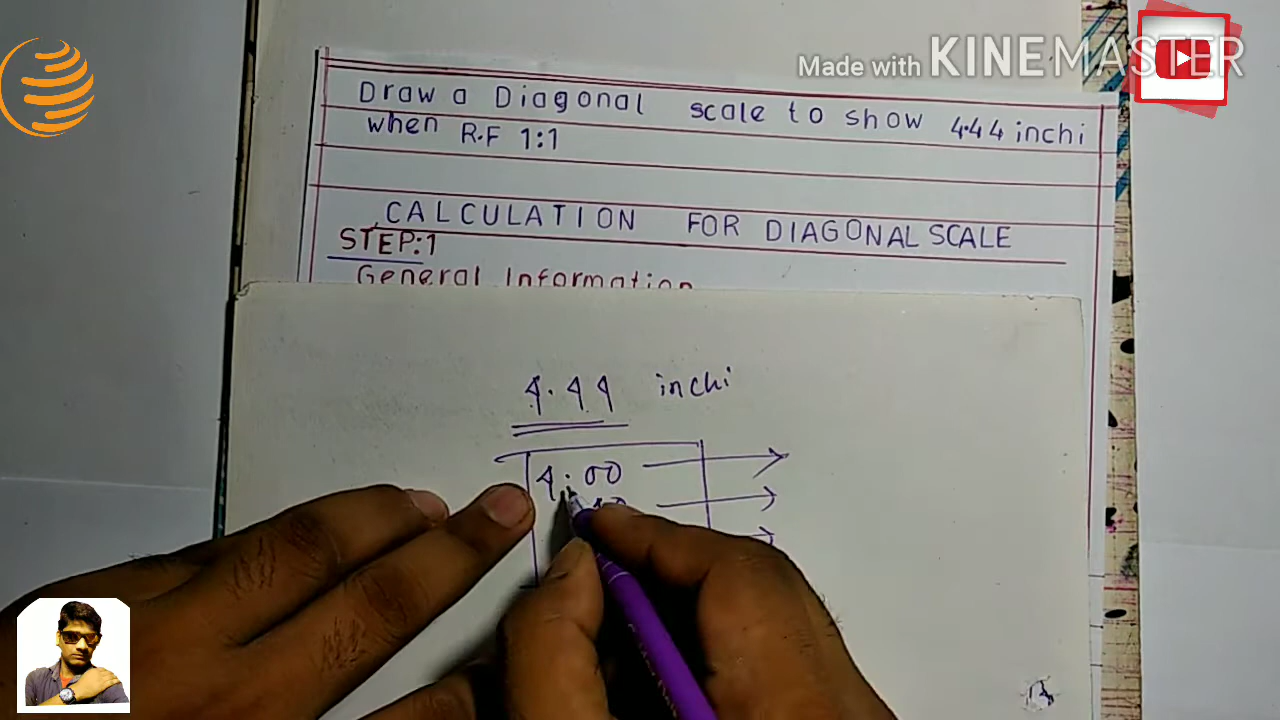 Made with KINEMASTER
Draw a Diagonal scale to show 4.44 inchi
when R.F 1:1
CALCULATION FOR DIAGONAL SCALE
STEP:1
General Information
4.44 inchi
4.00